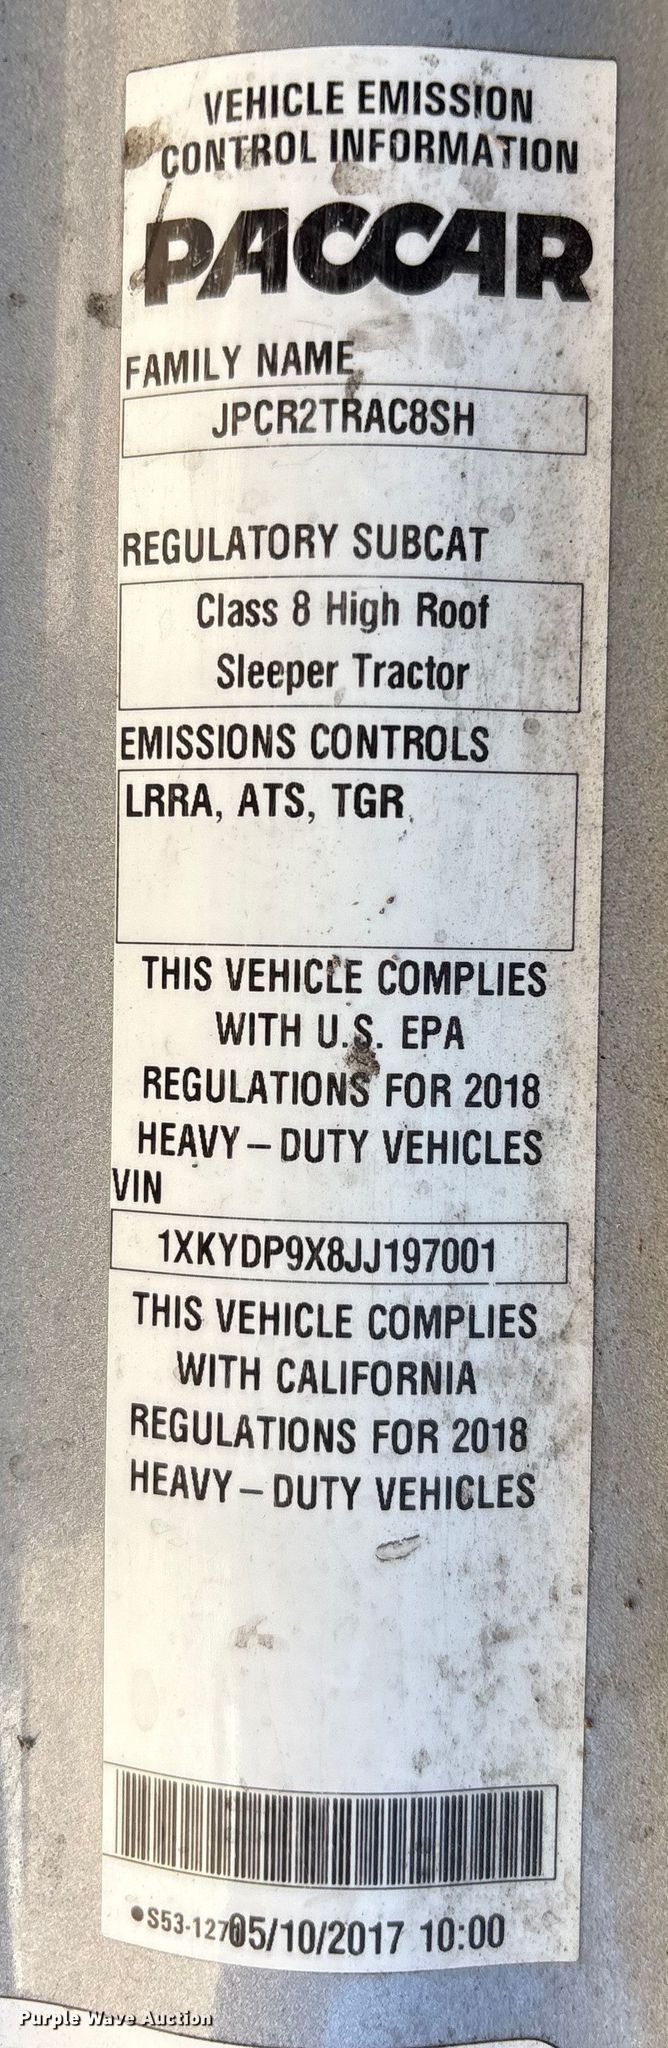 VEHICLE EMISSION
CONTROL INFORMATION
PACCAR
FAMILY NAME
JPCR2TRAC8SH
REGULATORY SUBCAT
Class 8 High Roof
Sleeper Tractor
EMISSIONS CONTROLS
LRRA, ATS, TGR
THIS VEHICLE COMPLIES
WITH U.S. EPA
REGULATIONS FOR 2018
HEAVY – DUTY VEHICLES
VIN
1XKYDP9X8JJ197001
THIS VEHICLE COMPLIES
WITH CALIFORNIA
REGULATIONS FOR 2018
HEAVY – DUTY VEHICLES
05/10/2017 10:00
Purple Wave Auction